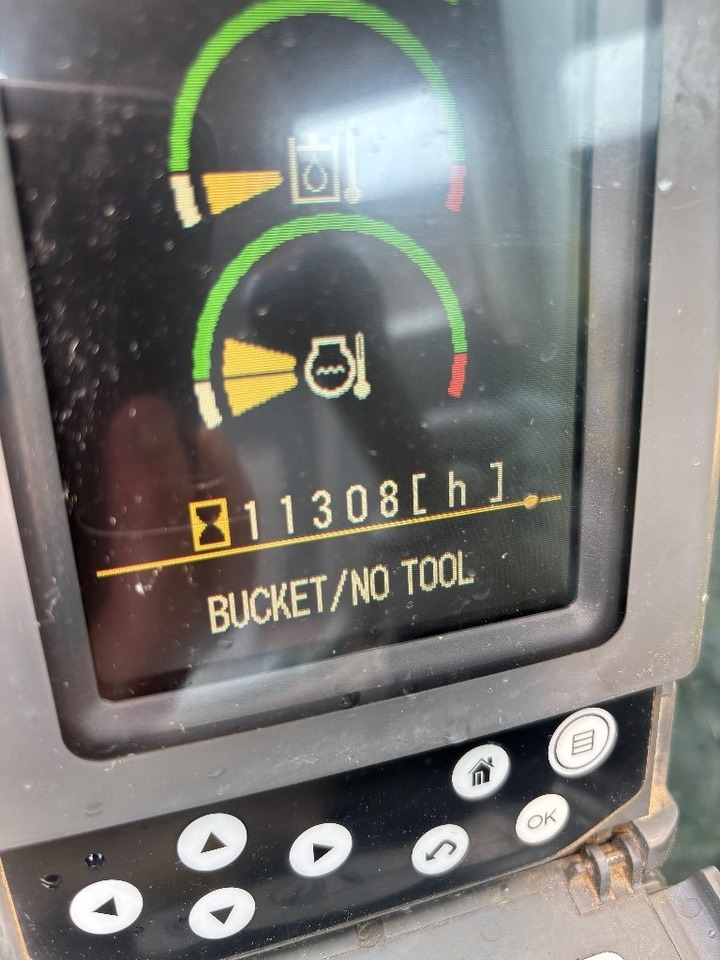 11308[ h ]
BUCKET/NO TOOL
OK